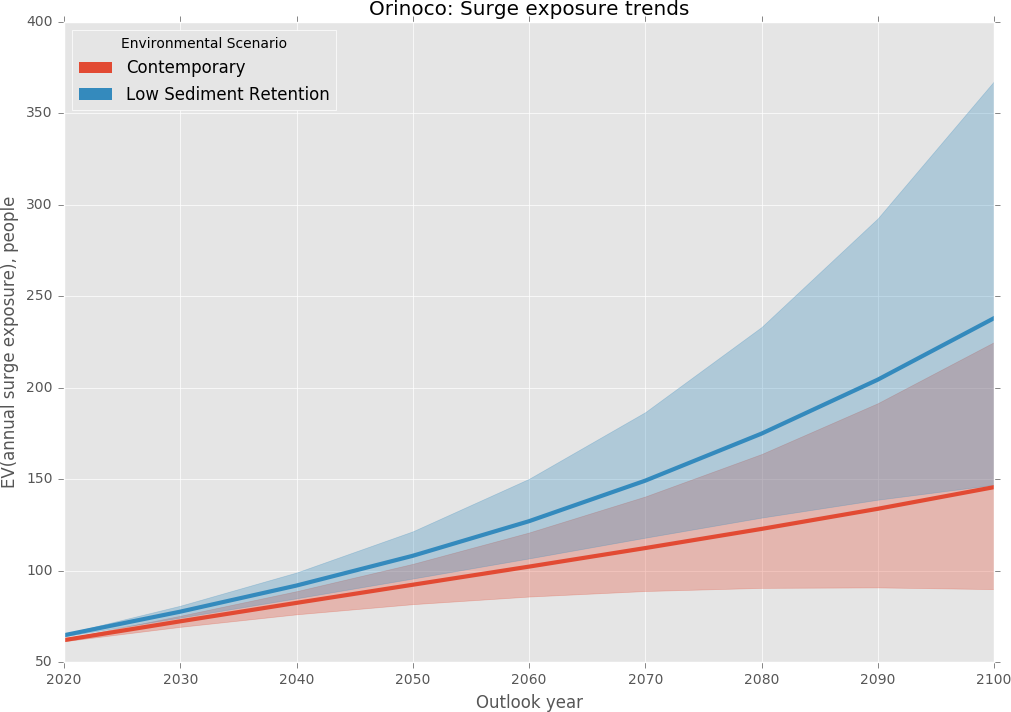 Orinoco: Surge exposure trends
Environmental Scenario
Contemporary
Low Sediment Retention
EV(annual surge exposure), people
400
350
300
250
200
150
100
50
2020 2030 2040 2050 2060 2070 2080 2090 2100
Outlook year